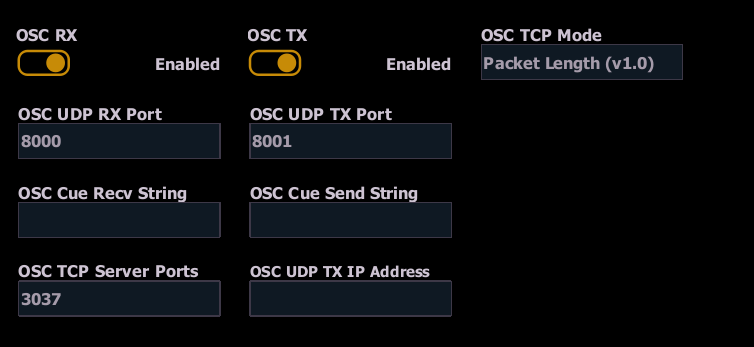 OSC RX
OSC TX
OSC TCP Mode
Enabled
Enabled
Packet Length (v1.0)
OSC UDP RX Port
OSC UDP TX Port
8000
8001
OSC Cue Recv String
OSC Cue Send String
OSC TCP Server Ports
OSC UDP TX IP Address
3037